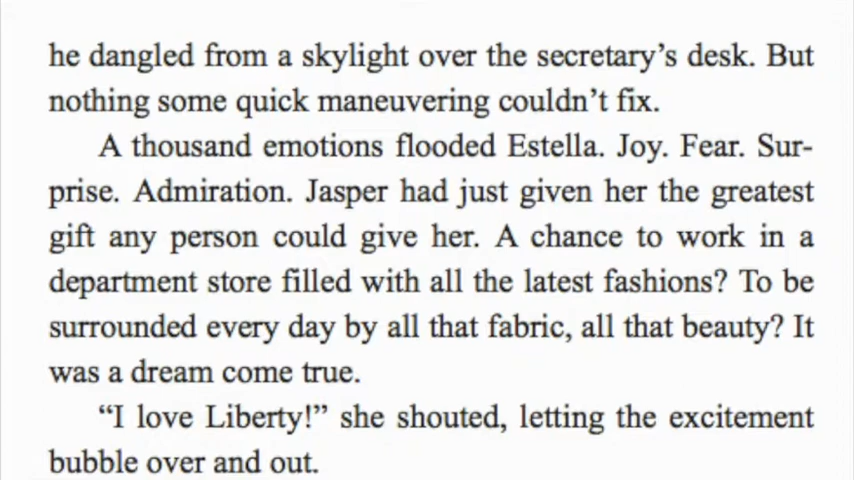 he dangled from a skylight over the secretary’s desk. But
nothing some quick maneuvering couldn’t fix.
A thousand emotions flooded Estella. Joy. Fear. Sur-
prise. Admiration. Jasper had just given her the greatest
gift any person could give her. A chance to work in a
department store filled with all the latest fashions? To be
surrounded every day by all that fabric, all that beauty? It
was a dream come true.
“I love Liberty!” she shouted, letting the excitement
bubble over and out.